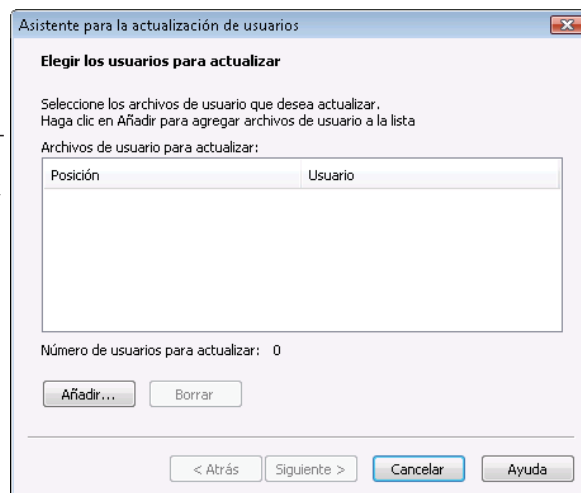 Asistente para la actualización de usuarios
Elegir los usuarios para actualizar
Seleccione los archivos de usuario que desea actualizar.
Haga clic en Añadir para agregar archivos de usuario a la lista
Archivos de usuario para actualizar:
Posición Usuario
Número de usuarios para actualizar: 0
Añadir... Borrar
< Atrás Siguiente > Cancelar Ayuda